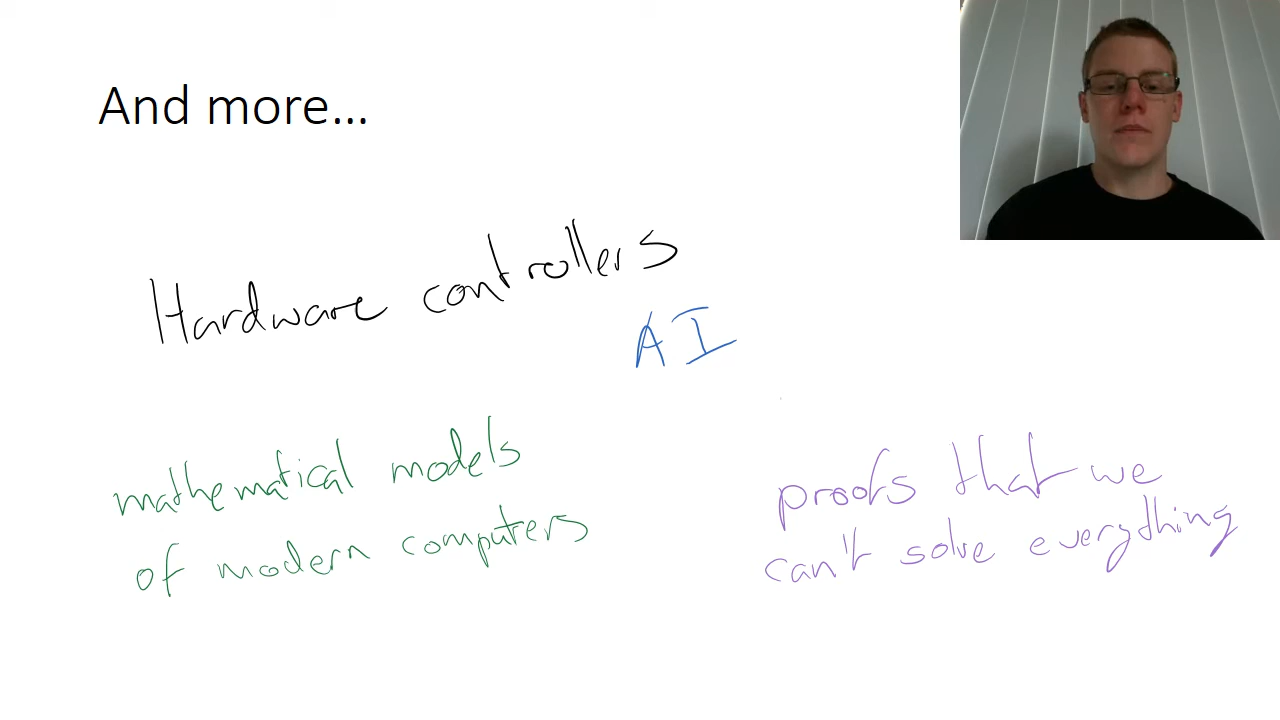 And more...
Hardware controllers
AI
mathematical models
of modern computers
proofs that we
can't solve everything